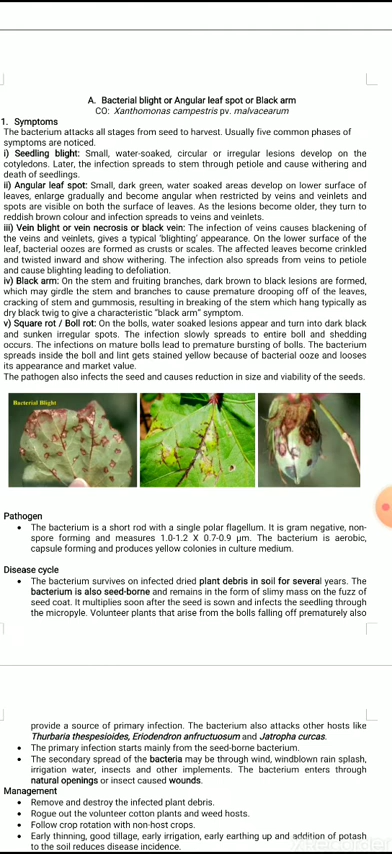 A. Bacterial blight or Angular leaf spot or Black arm
CO: Xanthomonas campestris pv. malvacearum
1. Symptoms
The bacterium attacks all stages from seed to harvest. Usually five common phases of
symptoms are noticed.
i) Seedling blight: Small, water-soaked, circular or irregular lesions develop on the
cotyledons. Later, the infection spreads to stem through petiole and cause withering and
death of seedlings.
ii) Angular leaf spot: Small, dark green, water soaked areas develop on lower surface of
leaves, enlarge gradually and become angular when restricted by veins and veinlets and
spots are visible on both the surface of leaves. As the lesions become older, they turn to
reddish brown colour and infection spreads to veins and veinlets.
iii) Vein blight or vein necrosis or black vein: The infection of veins causes blackening of
the veins and veinlets, gives a typical 'blighting' appearance. On the lower surface of the
leaf, bacterial oozes are formed as crusts or scales. The affected leaves become crinkled
and twisted inward and show withering. The infection also spreads from veins to petiole
and cause blighting leading to defoliation.
iv) Black arm: On the stem and fruiting branches, dark brown to black lesions are formed,
which may girdle the stem and branches to cause premature drooping off of the leaves,
cracking of stem and gummosis, resulting in breaking of the stem which hang typically as
dry black twig to give a characteristic "black arm" symptom.
v) Square rot / Boll rot: On the bolls, water soaked lesions appear and turn into dark black
and sunken irregular spots. The infection slowly spreads to entire boll and shedding
occurs. The infections on mature bolls lead to premature bursting of bolls. The bacterium
spreads inside the boll and lint gets stained yellow because of bacterial ooze and looses
its appearance and market value.
The pathogen also infects the seed and causes reduction in size and viability of the seeds.
Bacterial Blight
Pathogen
• The bacterium is a short rod with a single polar flagellum. It is gram negative, non-
spore forming and measures 1.0-1.2 X 0.7-0.9 µm. The bacterium is aerobic,
capsule forming and produces yellow colonies in culture medium.
Disease cycle
• The bacterium survives on infected dried plant debris in soil for several years. The
bacterium is also seed-borne and remains in the form of slimy mass on the fuzz of
seed coat. It multiplies soon after the seed is sown and infects the seedling through
the micropyle. Volunteer plants that arise from the bolls falling off prematurely also
provide a source of primary infection. The bacterium also attacks other hosts like
Thurbaria thespesioides, Eriodendron anfructuosum and Jatropha curcas.
• The primary infection starts mainly from the seed-borne bacterium.
• The secondary spread of the bacteria may be through wind, windblown rain splash,
irrigation water, insects and other implements. The bacterium enters through
natural openings or insect caused wounds.
Management
• Remove and destroy the infected plant debris.
• Rogue out the volunteer cotton plants and weed hosts.
• Follow crop rotation with non-host crops.
• Early thinning, good tillage, early irrigation, early earthing up and addition of potash
to the soil reduces disease incidence.